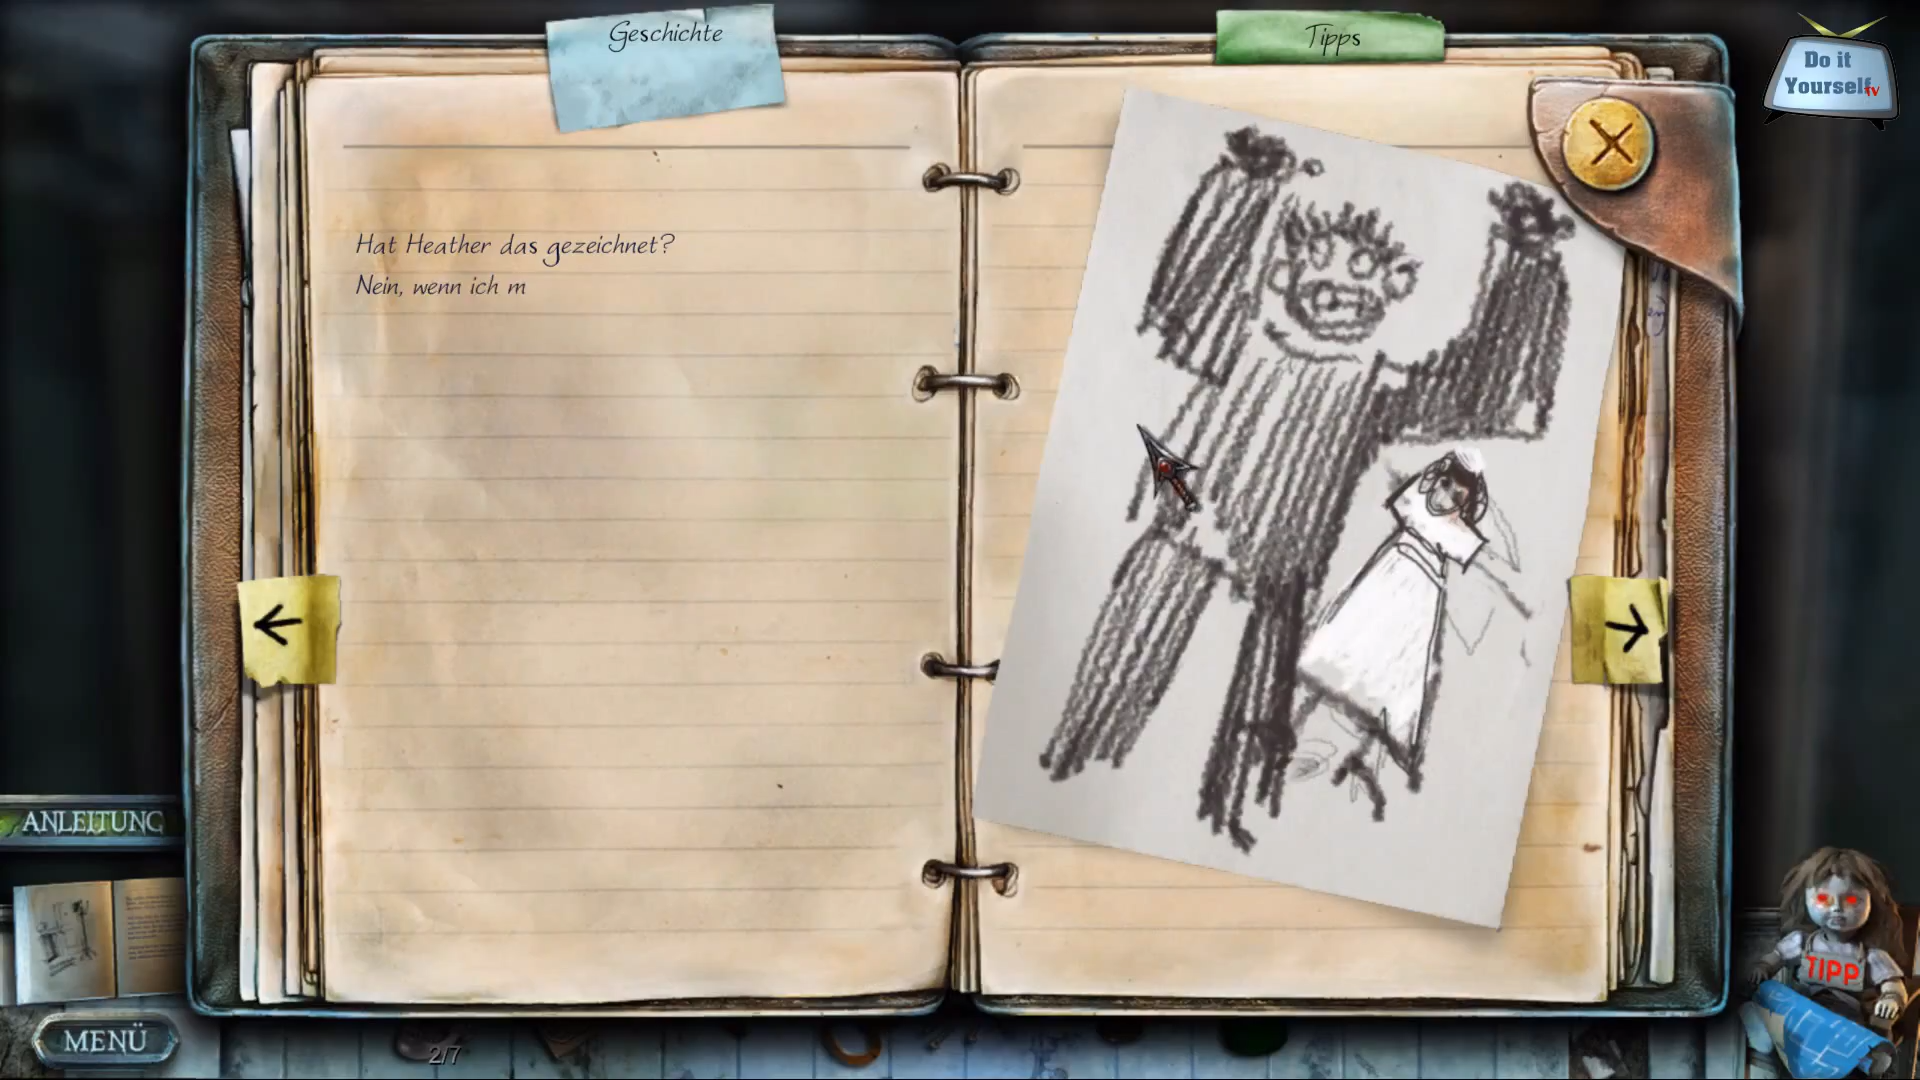 Geschichte
Tipps
Do it
Yourself.tv
Hat Heather das gezeichnet?
Nein, wenn ich m
ANLEITUNG
TIPP
MENÜ
2/7